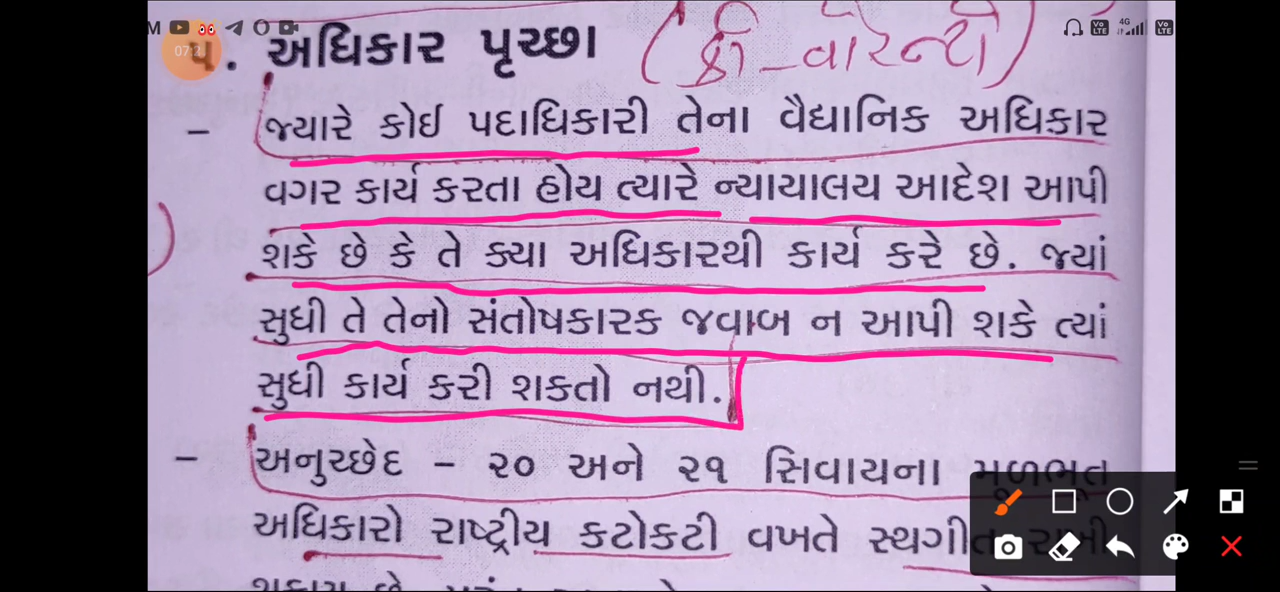 ૫. અધિકાર પૃચ્છા (ક્વો-વોરેન્ટો)
- જ્યારે કોઈ પદાધિકારી તેના વૈદ્યાનિક અધિકાર
વગર કાર્ય કરતા હોય ત્યારે ન્યાયાલય આદેશ આપી
શકે છે કે તે ક્યા અધિકારથી કાર્ય કરે છે. જ્યાં
સુધી તે તેનો સંતોષકારક જવાબ ન આપી શકે ત્યાં
સુધી કાર્ય કરી શકતો નથી.
- અનુચ્છેદ - ૨૦ અને ૨૧ સિવાયના મૂળભૂત
અધિકારો રાષ્ટ્રીય કટોકટી વખતે સ્થગીત રાખી